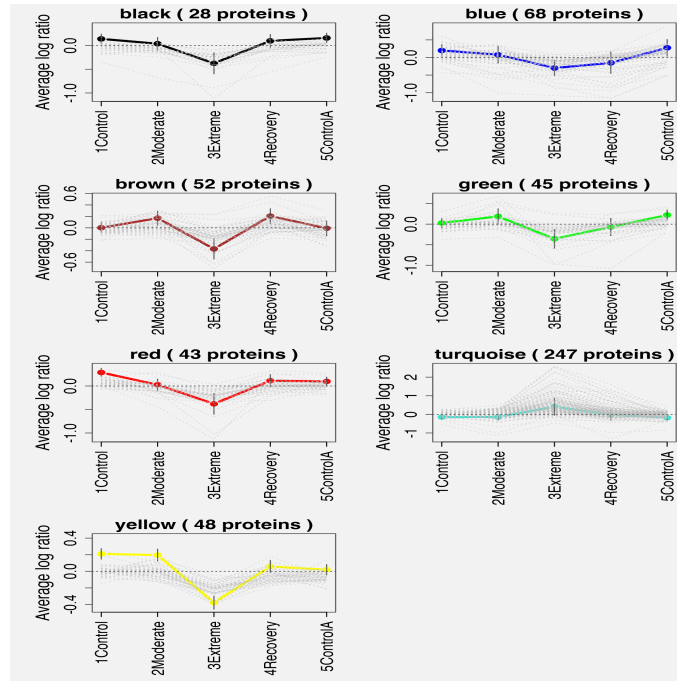 black ( 28 proteins )
Average log ratio
0.0
-1.0
1Control
2Moderate
3Extreme
4Recovery
5ControlA
blue ( 68 proteins )
Average log ratio
0.0
-1.0
1Control
2Moderate
3Extreme
4Recovery
5ControlA
brown ( 52 proteins )
Average log ratio
0.6
0.0
-0.6
1Control
2Moderate
3Extreme
4Recovery
5ControlA
green ( 45 proteins )
Average log ratio
0.0
-1.0
1Control
2Moderate
3Extreme
4Recovery
5ControlA
red ( 43 proteins )
Average log ratio
0.0
-1.0
1Control
2Moderate
3Extreme
4Recovery
5ControlA
turquoise ( 247 proteins )
Average log ratio
2
1
0
-1
1Control
2Moderate
3Extreme
4Recovery
5ControlA
yellow ( 48 proteins )
Average log ratio
0.4
0.0
-0.4
1Control
2Moderate
3Extreme
4Recovery
5ControlA